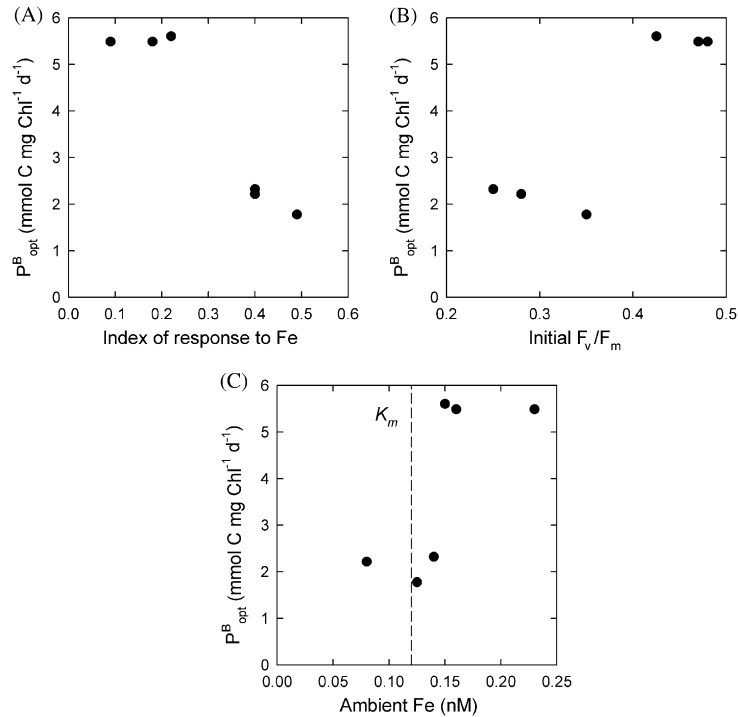 (A)
6
5
4
3
2
1
0
P^B_opt (mmol C mg Chl^-1 d^-1)
0.0 0.1 0.2 0.3 0.4 0.5 0.6
Index of response to Fe
(B)
6
5
4
3
2
1
0
P^B_opt (mmol C mg Chl^-1 d^-1)
0.2 0.3 0.4 0.5
Initial F_v/F_m
(C)
6
5
4
3
2
1
0
P^B_opt (mmol C mg Chl^-1 d^-1)
K_m
0.00 0.05 0.10 0.15 0.20 0.25
Ambient Fe (nM)